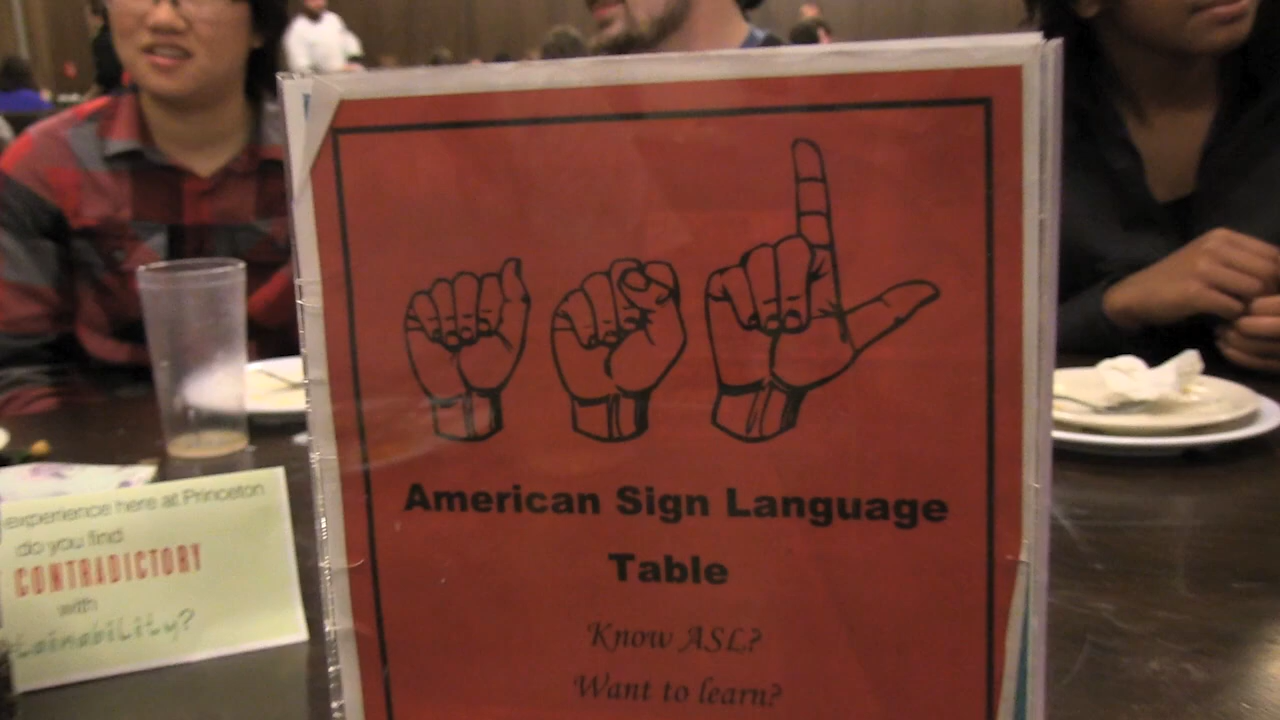 American Sign Language
Table
Know ASL?
Want to learn?
experience here at Princeton
do you find
CONTRADICTORY
with